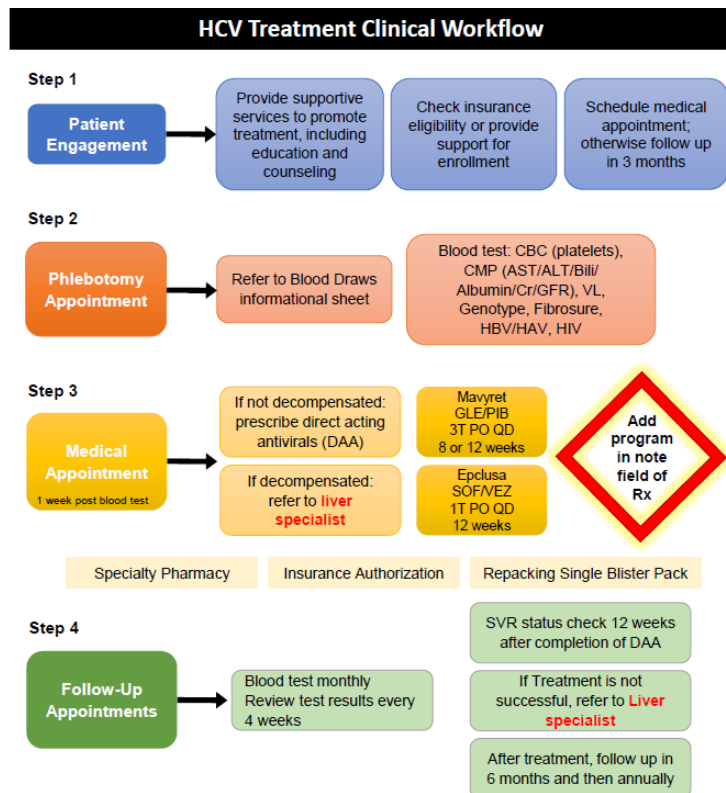 HCV Treatment Clinical Workflow
Step 1
Patient
Engagement
Provide supportive
services to promote
treatment, including
education and
counseling
Check insurance
eligibility or provide
support for
enrollment
Schedule medical
appointment;
otherwise follow up
in 3 months
Step 2
Phlebotomy
Appointment
Refer to Blood Draws
informational sheet
Blood test: CBC (platelets),
CMP (AST/ALT/Bili/
Albumin/Cr/GFR), VL,
Genotype, Fibrosure,
HBV/HAV, HIV
Step 3
Medical
Appointment
1 week post blood test
If not decompensated:
prescribe direct acting
antivirals (DAA)
If decompensated:
refer to liver
specialist
Mavyret
GLE/PIB
3T PO QD
8 or 12 weeks
Epclusa
SOF/VEZ
1T PO QD
12 weeks
Add
program
in note
field of
Rx
Specialty Pharmacy
Insurance Authorization
Repacking Single Blister Pack
Step 4
Follow-Up
Appointments
Blood test monthly
Review test results every
4 weeks
SVR status check 12 weeks
after completion of DAA
If Treatment is not
successful, refer to Liver
specialist
After treatment, follow up in
6 months and then annually